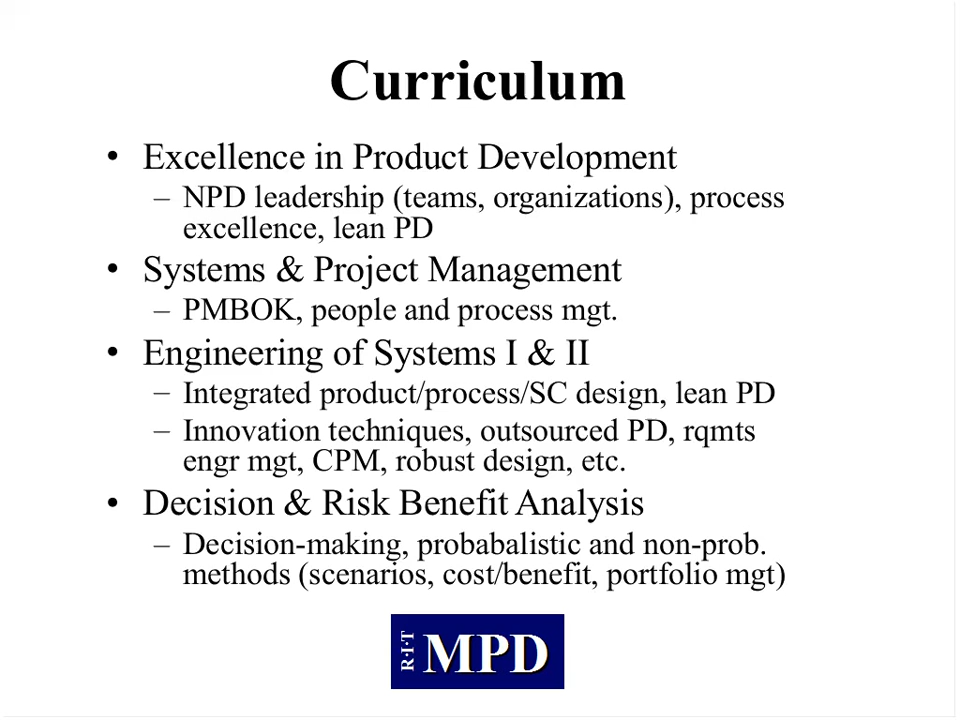 Curriculum
• Excellence in Product Development
– NPD leadership (teams, organizations), process
excellence, lean PD
• Systems & Project Management
– PMBOK, people and process mgt.
• Engineering of Systems I & II
– Integrated product/process/SC design, lean PD
– Innovation techniques, outsourced PD, rqmts
engr mgt, CPM, robust design, etc.
• Decision & Risk Benefit Analysis
– Decision-making, probabalistic and non-prob.
methods (scenarios, cost/benefit, portfolio mgt)
R·I·T
MPD